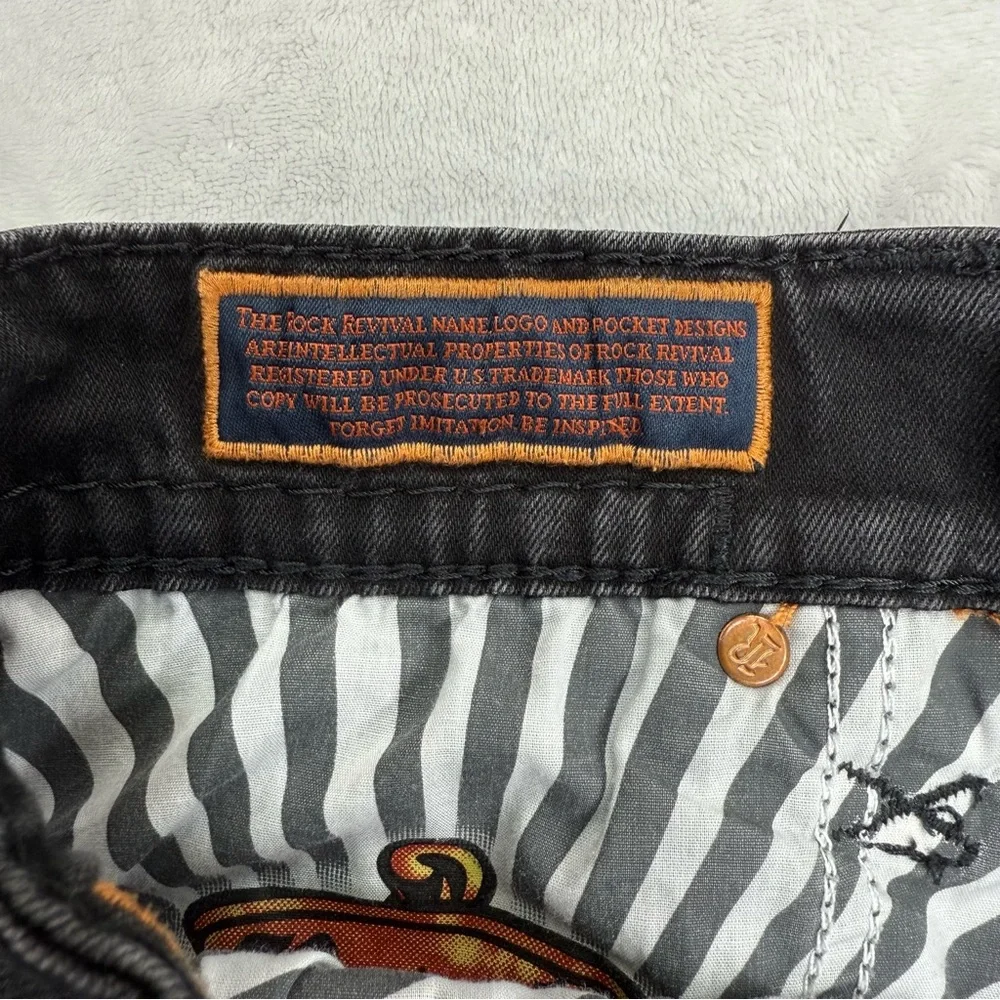 THE ROCK REVIVAL NAME, LOGO AND POCKET DESIGNS
ARE INTELLECTUAL PROPERTIES OF ROCK REVIVAL
REGISTERED UNDER U.S. TRADEMARK. THOSE WHO
COPY WILL BE PROSECUTED TO THE FULL EXTENT.
FORGET IMITATION. BE INSPIRED.